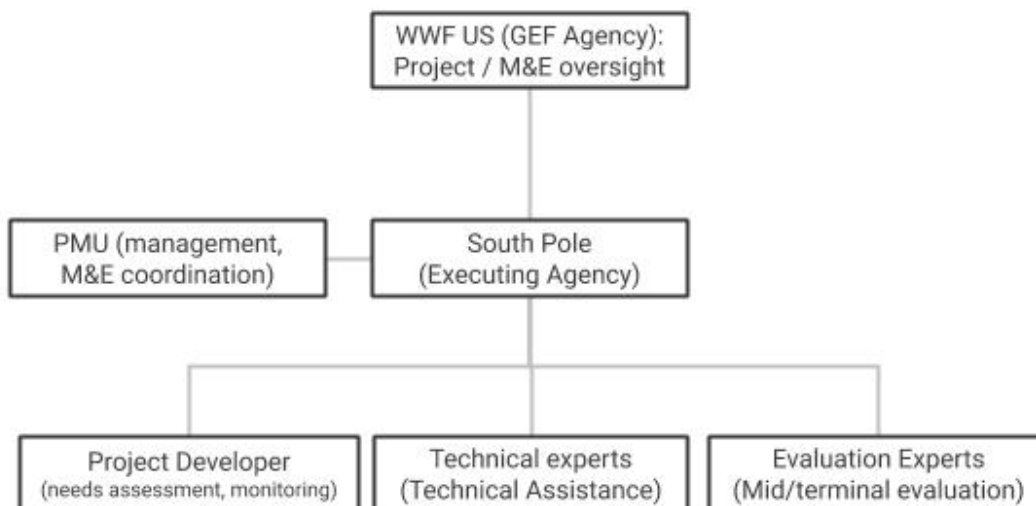 WWF US (GEF Agency):
Project / M&E oversight
PMU (management,
M&E coordination)
South Pole
(Executing Agency)
Project Developer
(needs assessment, monitoring)
Technical experts
(Technical Assistance)
Evaluation Experts
(Mid/terminal evaluation)